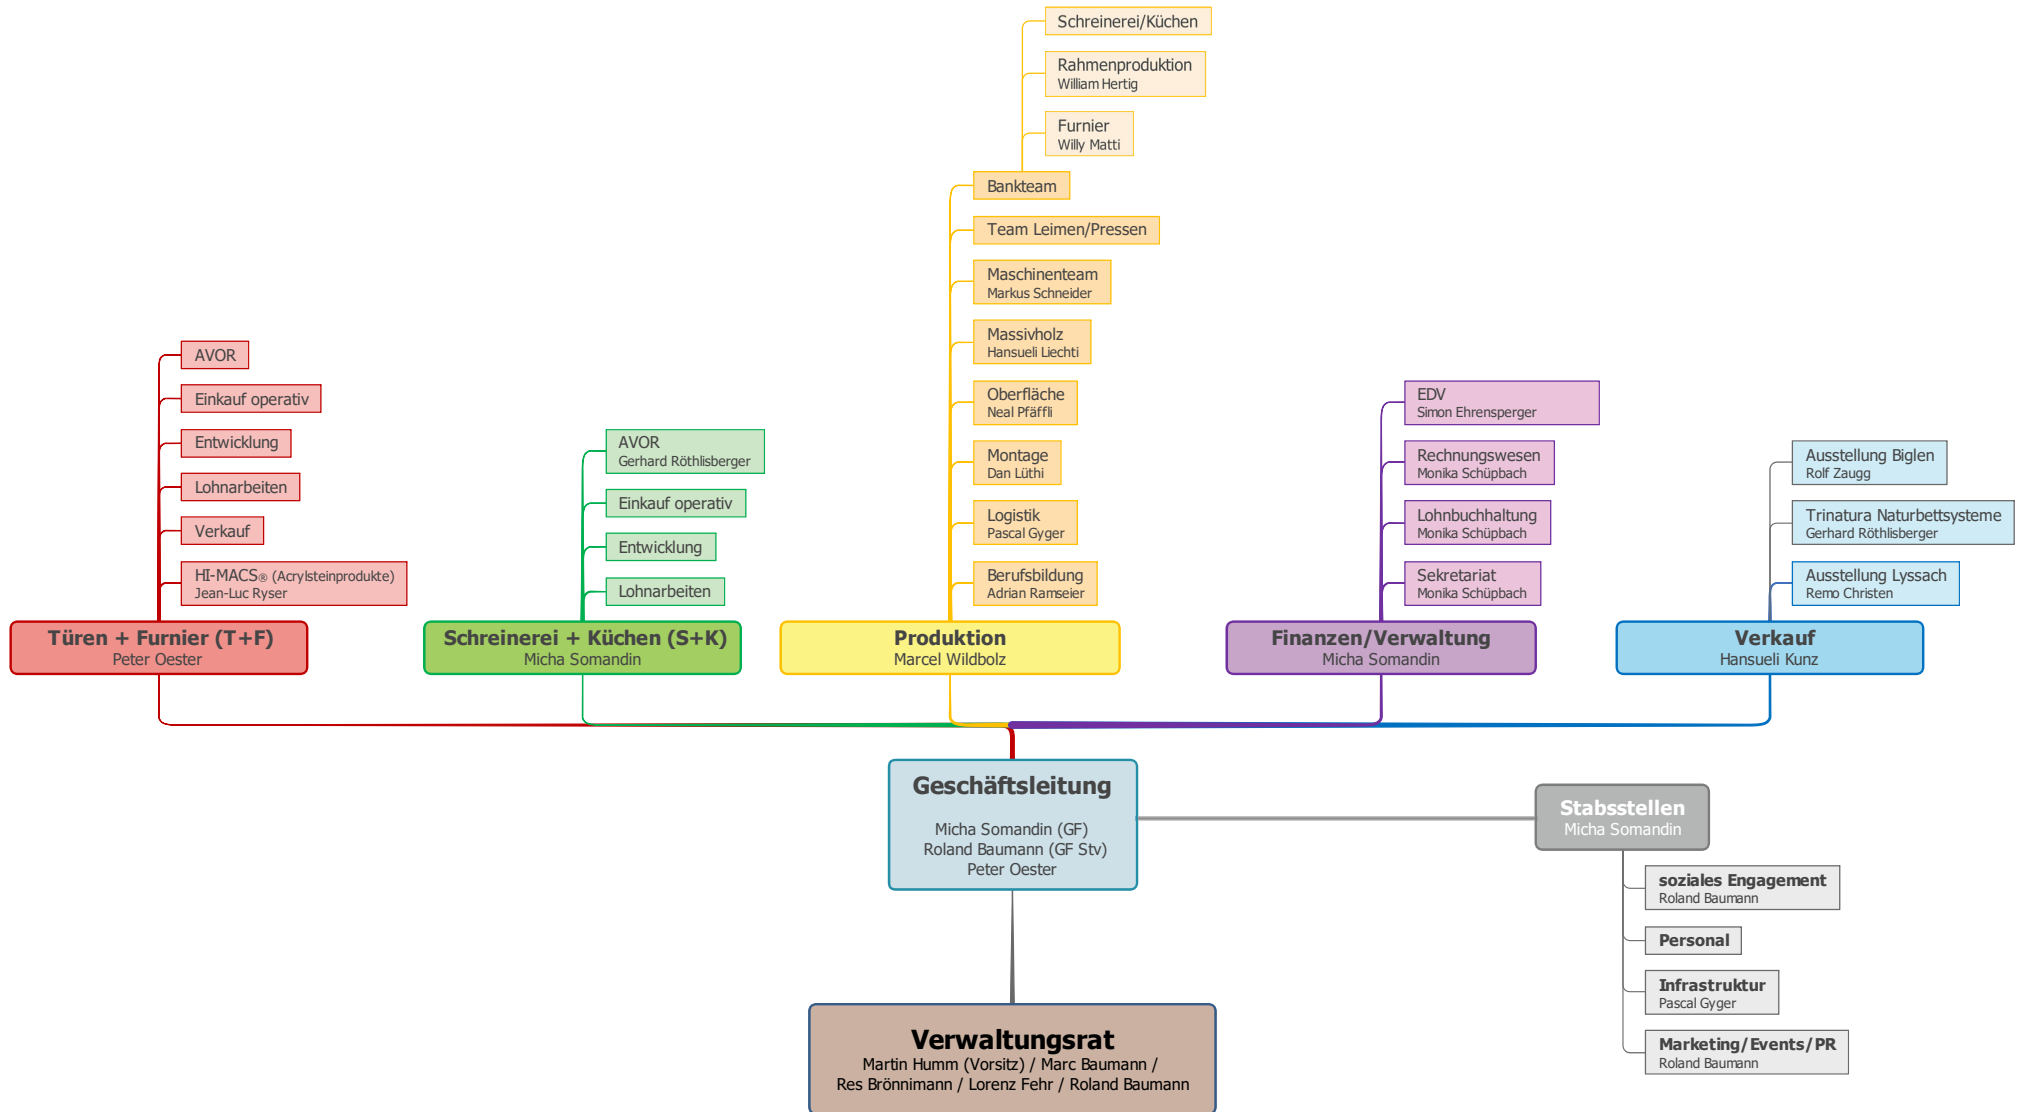 Schreinerei/Küchen
Rahmenproduktion
William Hertig
Furnier
Willy Matti
Bankteam
Team Leimen/Pressen
Maschinenteam
Markus Schneider
Massivholz
Hansueli Liechti
Oberfläche
Neal Pfäffli
Montage
Dan Lüthi
Logistik
Pascal Gyger
Berufsbildung
Adrian Ramseier
AVOR
Einkauf operativ
Entwicklung
Lohnarbeiten
Verkauf
HI-MACS® (Acrylsteinprodukte)
Jean-Luc Ryser
AVOR
Gerhard Röthlisberger
Einkauf operativ
Entwicklung
Lohnarbeiten
EDV
Simon Ehrensperger
Rechnungswesen
Monika Schüpbach
Lohnbuchhaltung
Monika Schüpbach
Sekretariat
Monika Schüpbach
Ausstellung Biglen
Rolf Zaugg
Trinatura Naturbettsysteme
Gerhard Röthlisberger
Ausstellung Lyssach
Remo Christen
Türen + Furnier (T+F)
Peter Oester
Schreinerei + Küchen (S+K)
Micha Somandin
Produktion
Marcel Wildbolz
Finanzen/Verwaltung
Micha Somandin
Verkauf
Hansueli Kunz
Geschäftsleitung
Micha Somandin (GF)
Roland Baumann (GF Stv)
Peter Oester
Stabsstellen
Micha Somandin
soziales Engagement
Roland Baumann
Personal
Infrastruktur
Pascal Gyger
Marketing/Events/PR
Roland Baumann
Verwaltungsrat
Martin Humm (Vorsitz) / Marc Baumann /
Res Brönnimann / Lorenz Fehr / Roland Baumann